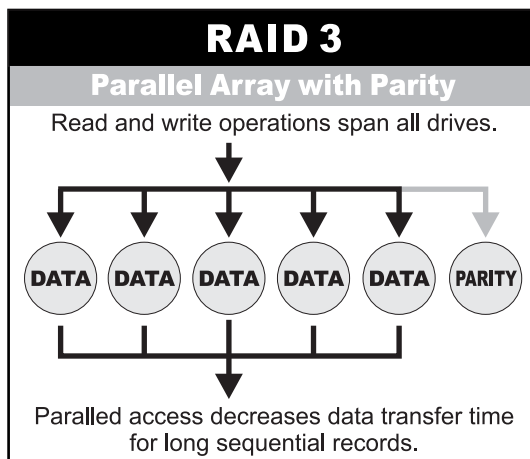 RAID 3
Parallel Array with Parity
Read and write operations span all drives.
DATA DATA DATA DATA DATA PARITY
Paralled access decreases data transfer time
for long sequential records.